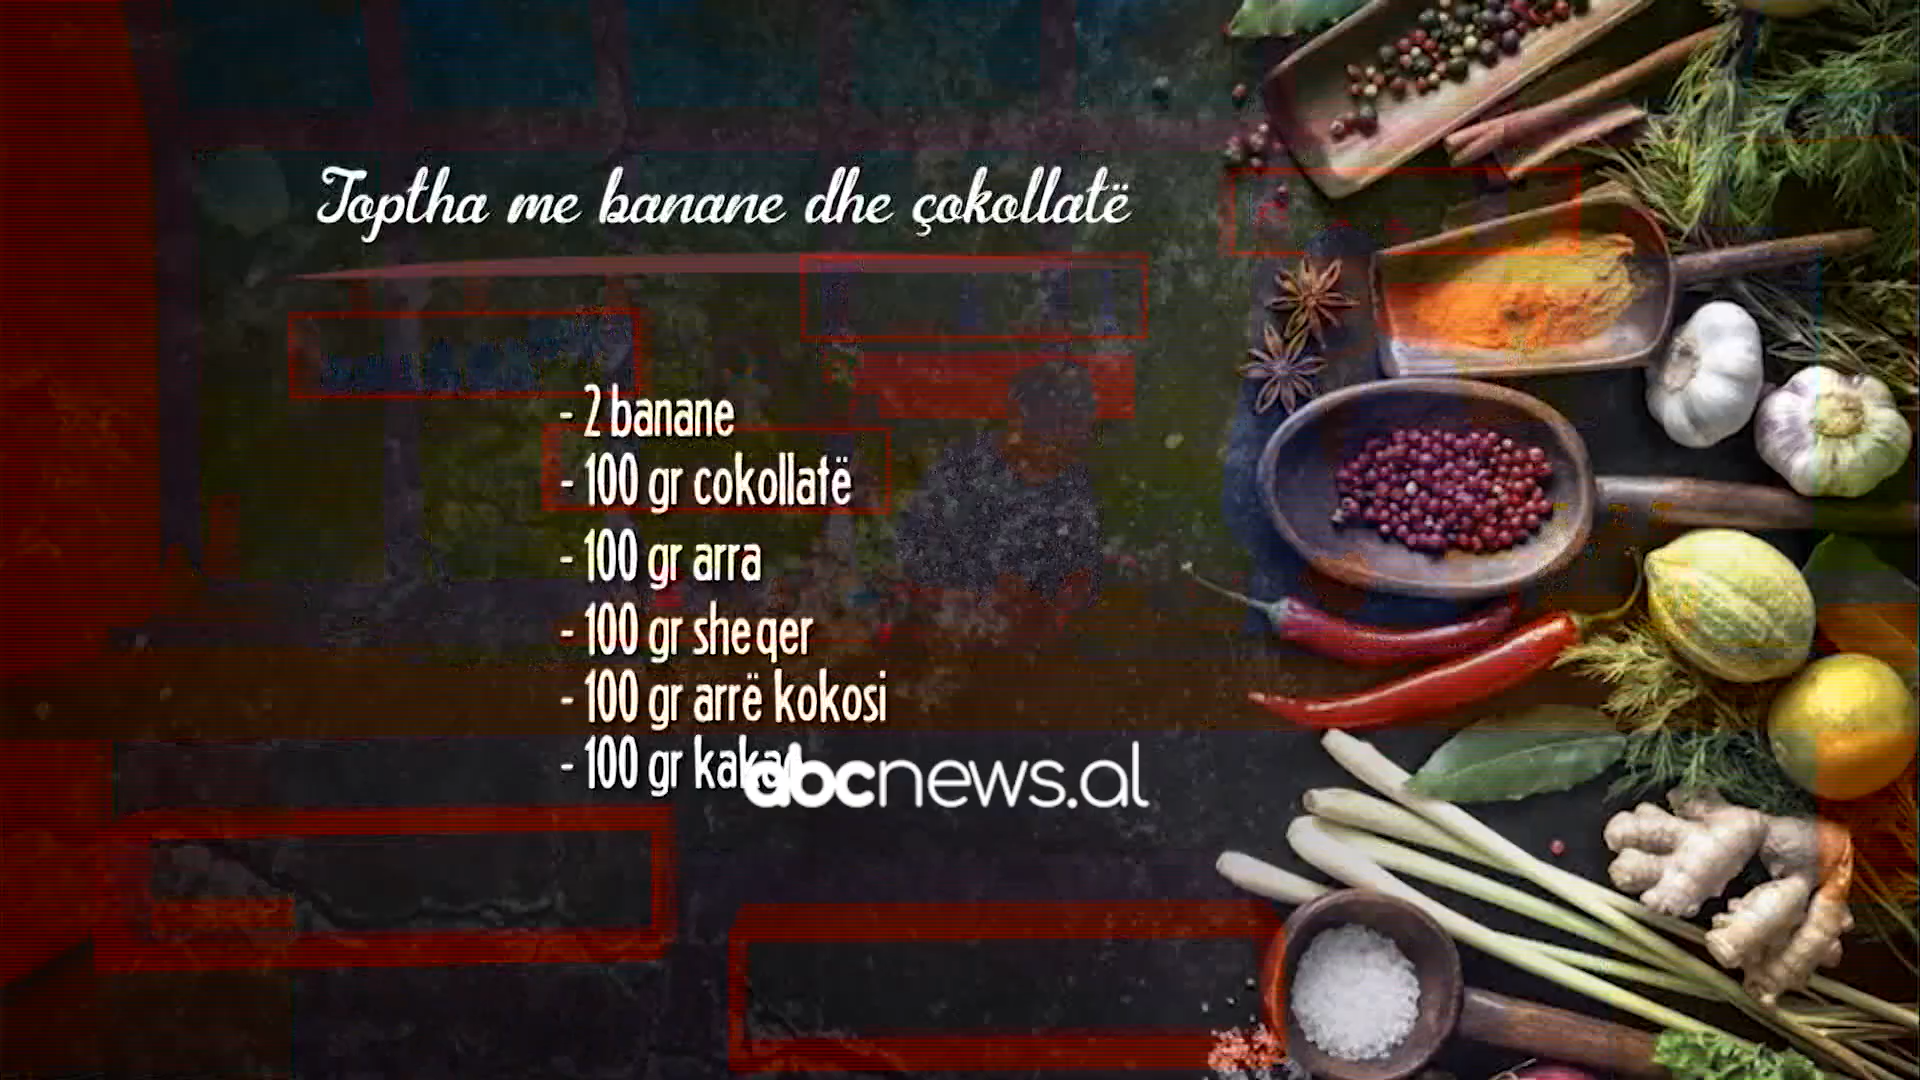 Toptha me banane dhe çokollatë
- 2 banane
- 100 gr cokollatë
- 100 gr arra
- 100 gr sheqer
- 100 gr arrë kokosi
- 100 gr kakao
abcnews.al